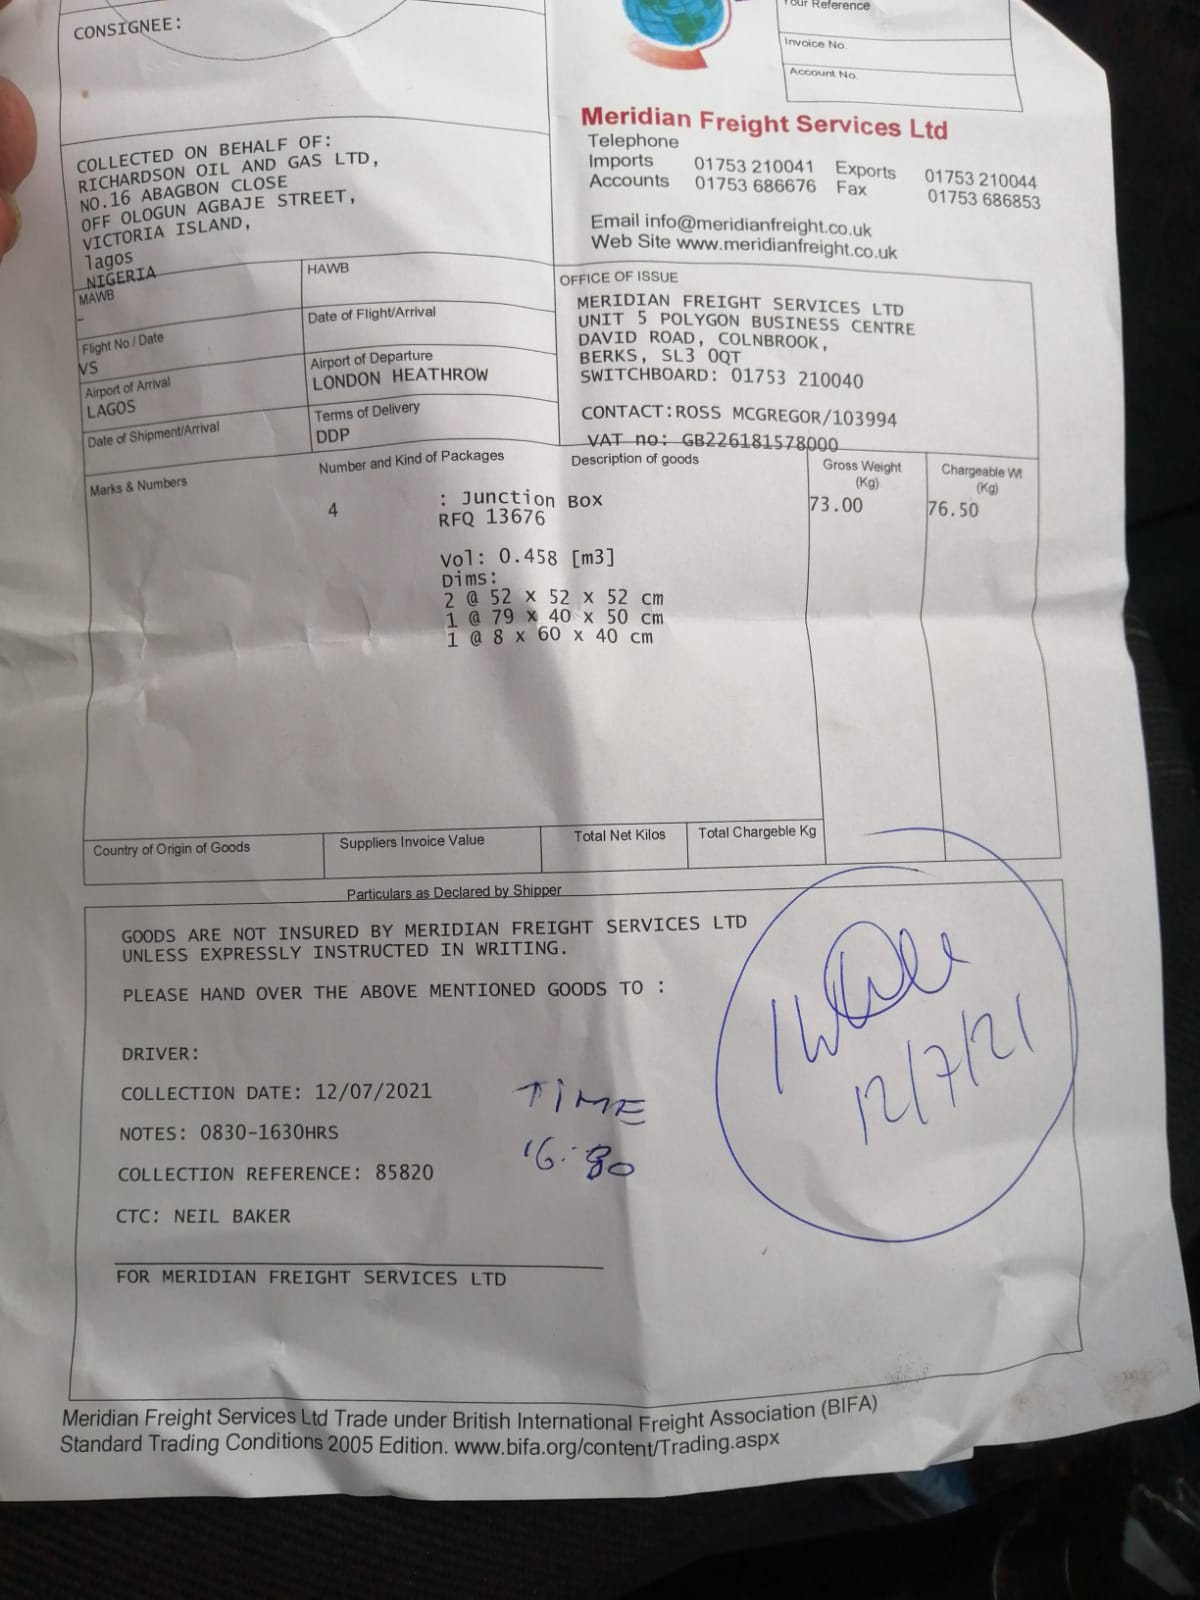 CONSIGNEE:
Your Reference
Invoice No.
Account No.
Meridian Freight Services Ltd
Telephone
Imports 01753 210041 Exports 01753 210044
Accounts 01753 686676 Fax 01753 686853
Email info@meridianfreight.co.uk
Web Site www.meridianfreight.co.uk
COLLECTED ON BEHALF OF:
RICHARDSON OIL AND GAS LTD,
NO.16 ABAGBON CLOSE
OFF OLOGUN AGBAJE STREET,
VICTORIA ISLAND,
lagos
NIGERIA
MAWB
-
HAWB
Flight No / Date
VS
Date of Flight/Arrival
Airport of Arrival
LAGOS
Airport of Departure
LONDON HEATHROW
Date of Shipment/Arrival
Terms of Delivery
DDP
OFFICE OF ISSUE
MERIDIAN FREIGHT SERVICES LTD
UNIT 5 POLYGON BUSINESS CENTRE
DAVID ROAD, COLNBROOK,
BERKS, SL3 0QT
SWITCHBOARD: 01753 210040
CONTACT:ROSS MCGREGOR/103994
VAT no: GB226181578000
Marks & Numbers
Number and Kind of Packages
Description of goods
Gross Weight
(Kg)
Chargeable Wt
(Kg)
4
: Junction Box
RFQ 13676
73.00
76.50
Vol: 0.458 [m3]
Dims:
2 @ 52 x 52 x 52 cm
1 @ 79 x 40 x 50 cm
1 @ 8 x 60 x 40 cm
Country of Origin of Goods
Suppliers Invoice Value
Total Net Kilos
Total Chargeble Kg
Particulars as Declared by Shipper
GOODS ARE NOT INSURED BY MERIDIAN FREIGHT SERVICES LTD
UNLESS EXPRESSLY INSTRUCTED IN WRITING.
PLEASE HAND OVER THE ABOVE MENTIONED GOODS TO :
DRIVER:
COLLECTION DATE: 12/07/2021
NOTES: 0830-1630HRS
COLLECTION REFERENCE: 85820
CTC: NEIL BAKER
TIME
12/7/21
FOR MERIDIAN FREIGHT SERVICES LTD
Meridian Freight Services Ltd Trade under British International Freight Association (BIFA)
Standard Trading Conditions 2005 Edition. www.bifa.org/content/Trading.aspx